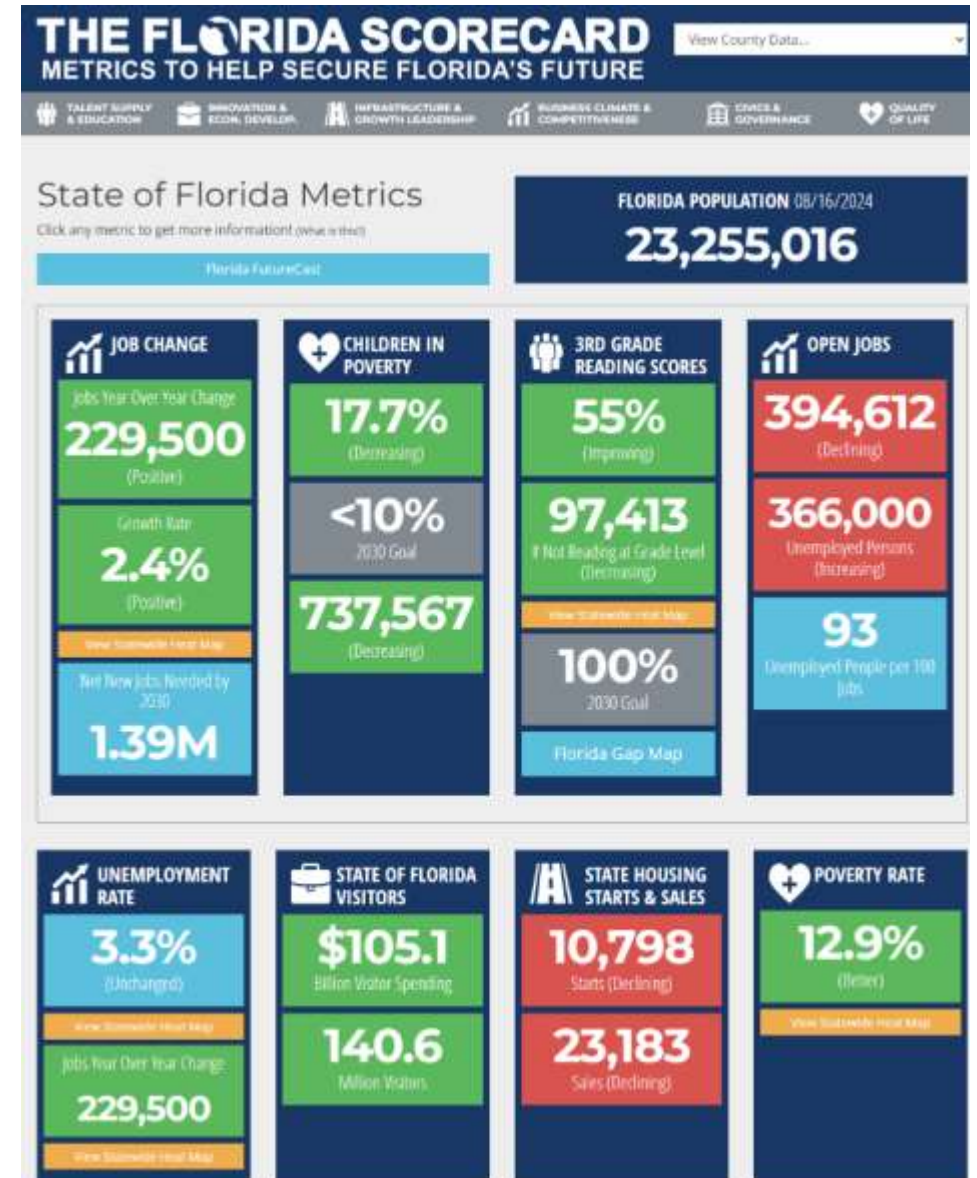 THE FLORIDA SCORECARD
METRICS TO HELP SECURE FLORIDA'S FUTURE
View County Data...
TALENT SUPPLY
& EDUCATION
INNOVATION &
ECON. DEVELOP.
INFRASTRUCTURE &
GROWTH LEADERSHIP
BUSINESS CLIMATE &
COMPETITIVENESS
CIVICS &
GOVERNANCE
QUALITY
OF LIFE
State of Florida Metrics
Click any metric to get more information! (What is this?)
Florida FutureCast
FLORIDA POPULATION 08/16/2024
23,255,016
JOB CHANGE
Jobs Year Over Year Change
229,500
(Positive)
Growth Rate
2.4%
(Positive)
View Statewide Heat Map
Net New Jobs Needed by
2030
1.39M
CHILDREN IN
POVERTY
17.7%
(Decreasing)
<10%
2030 Goal
737,567
(Decreasing)
3RD GRADE
READING SCORES
55%
(Improving)
97,413
# Not Reading at Grade Level
(Decreasing)
View Statewide Heat Map
100%
2030 Goal
Florida Gap Map
OPEN JOBS
394,612
(Declining)
366,000
Unemployed Persons
(Increasing)
93
Unemployed People per 100
Jobs
UNEMPLOYMENT
RATE
3.3%
(Unchanged)
View Statewide Heat Map
Jobs Year Over Year Change
229,500
View Statewide Heat Map
STATE OF FLORIDA
VISITORS
$105.1
Billion Visitor Spending
140.6
Million Visitors
STATE HOUSING
STARTS & SALES
10,798
Starts (Declining)
23,183
Sales (Declining)
POVERTY RATE
12.9%
(Better)
View Statewide Heat Map